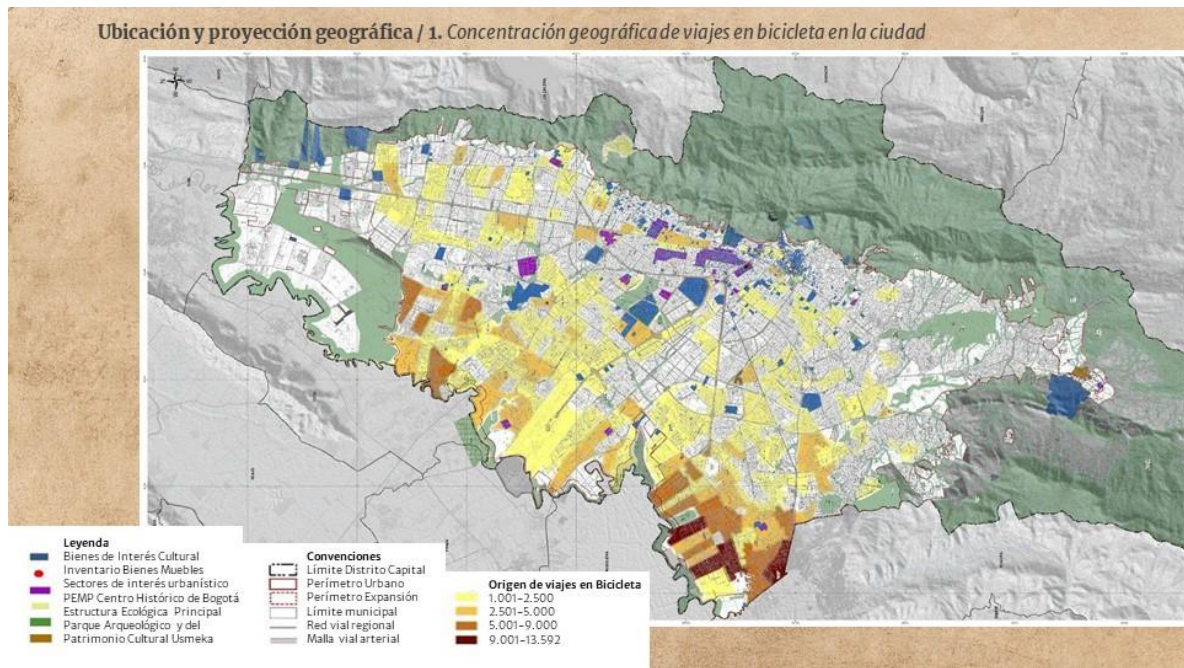 Ubicación y proyección geográfica / 1. Concentración geográfica de viajes en bicicleta en la ciudad
Leyenda
Bienes de Interés Cultural
Inventario Bienes Muebles
Sectores de interés urbanístico
PEMP Centro Histórico de Bogotá
Estructura Ecológica Principal
Parque Arqueológico y del
Patrimonio Cultural Usmeka
Convenciones
Límite Distrito Capital
Perímetro Urbano
Perímetro Expansión
Límite municipal
Red vial regional
Malla vial arterial
Origen de viajes en Bicicleta
1.001-2.500
2.501-5.000
5.001-9.000
9.001-13.592